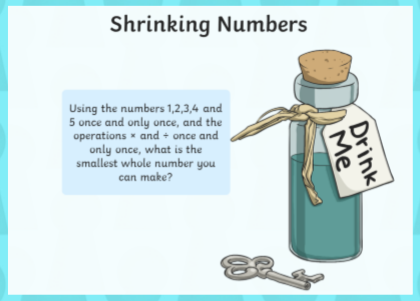 Shrinking Numbers
Using the numbers 1,2,3,4 and
5 once and only once, and the
operations × and ÷ once and
only once, what is the
smallest whole number you
can make?
Drink
Me